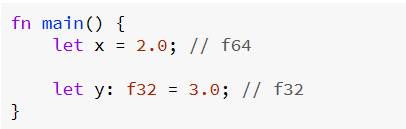 fn main() {
    let x = 2.0; // f64
    let y: f32 = 3.0; // f32
}